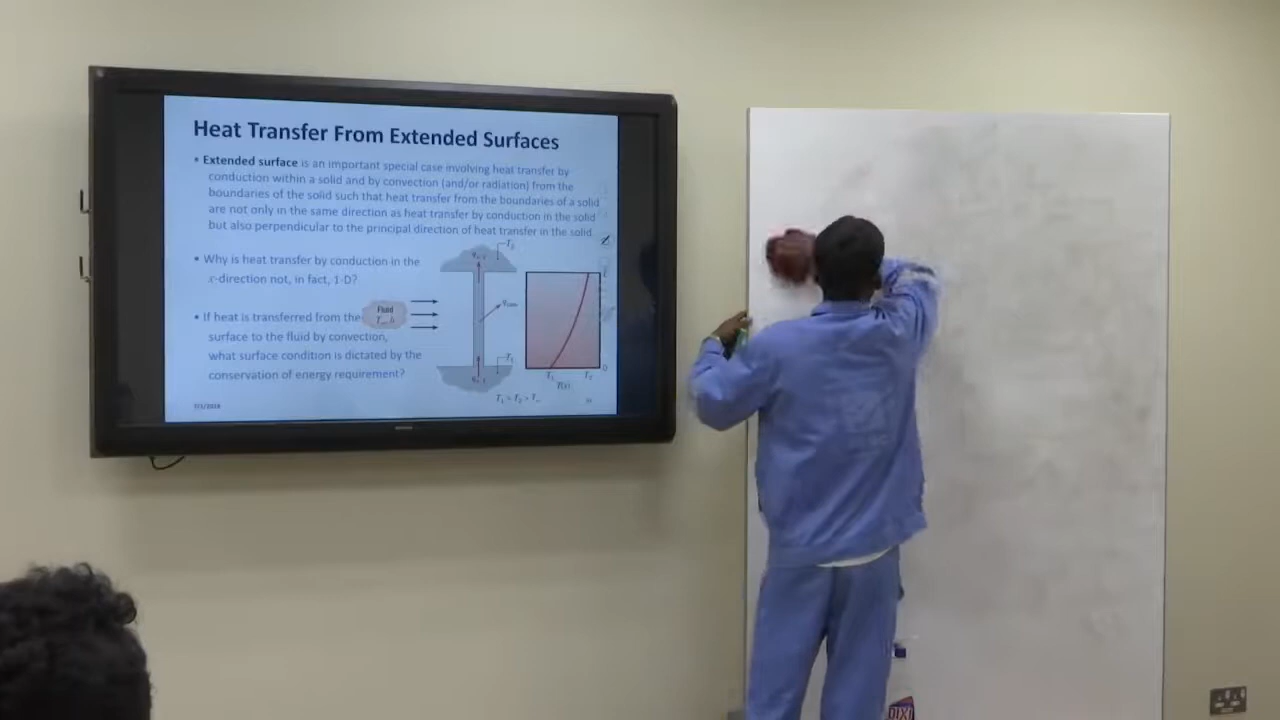 Heat Transfer From Extended Surfaces
• Extended surface is an important special case involving heat transfer by
conduction within a solid and by convection (and/or radiation) from the
boundaries of the solid such that heat transfer from the boundaries of a solid
are not only in the same direction as heat transfer by conduction in the solid
but also perpendicular to the principal direction of heat transfer in the solid.
• Why is heat transfer by conduction in the
x-direction not, in fact, 1-D?
• If heat is transferred from the
surface to the fluid by convection,
what surface condition is dictated by the
conservation of energy requirement?
Fluid
T₂
T₁
L
0
T₁ T₂
T(x)
DIXI